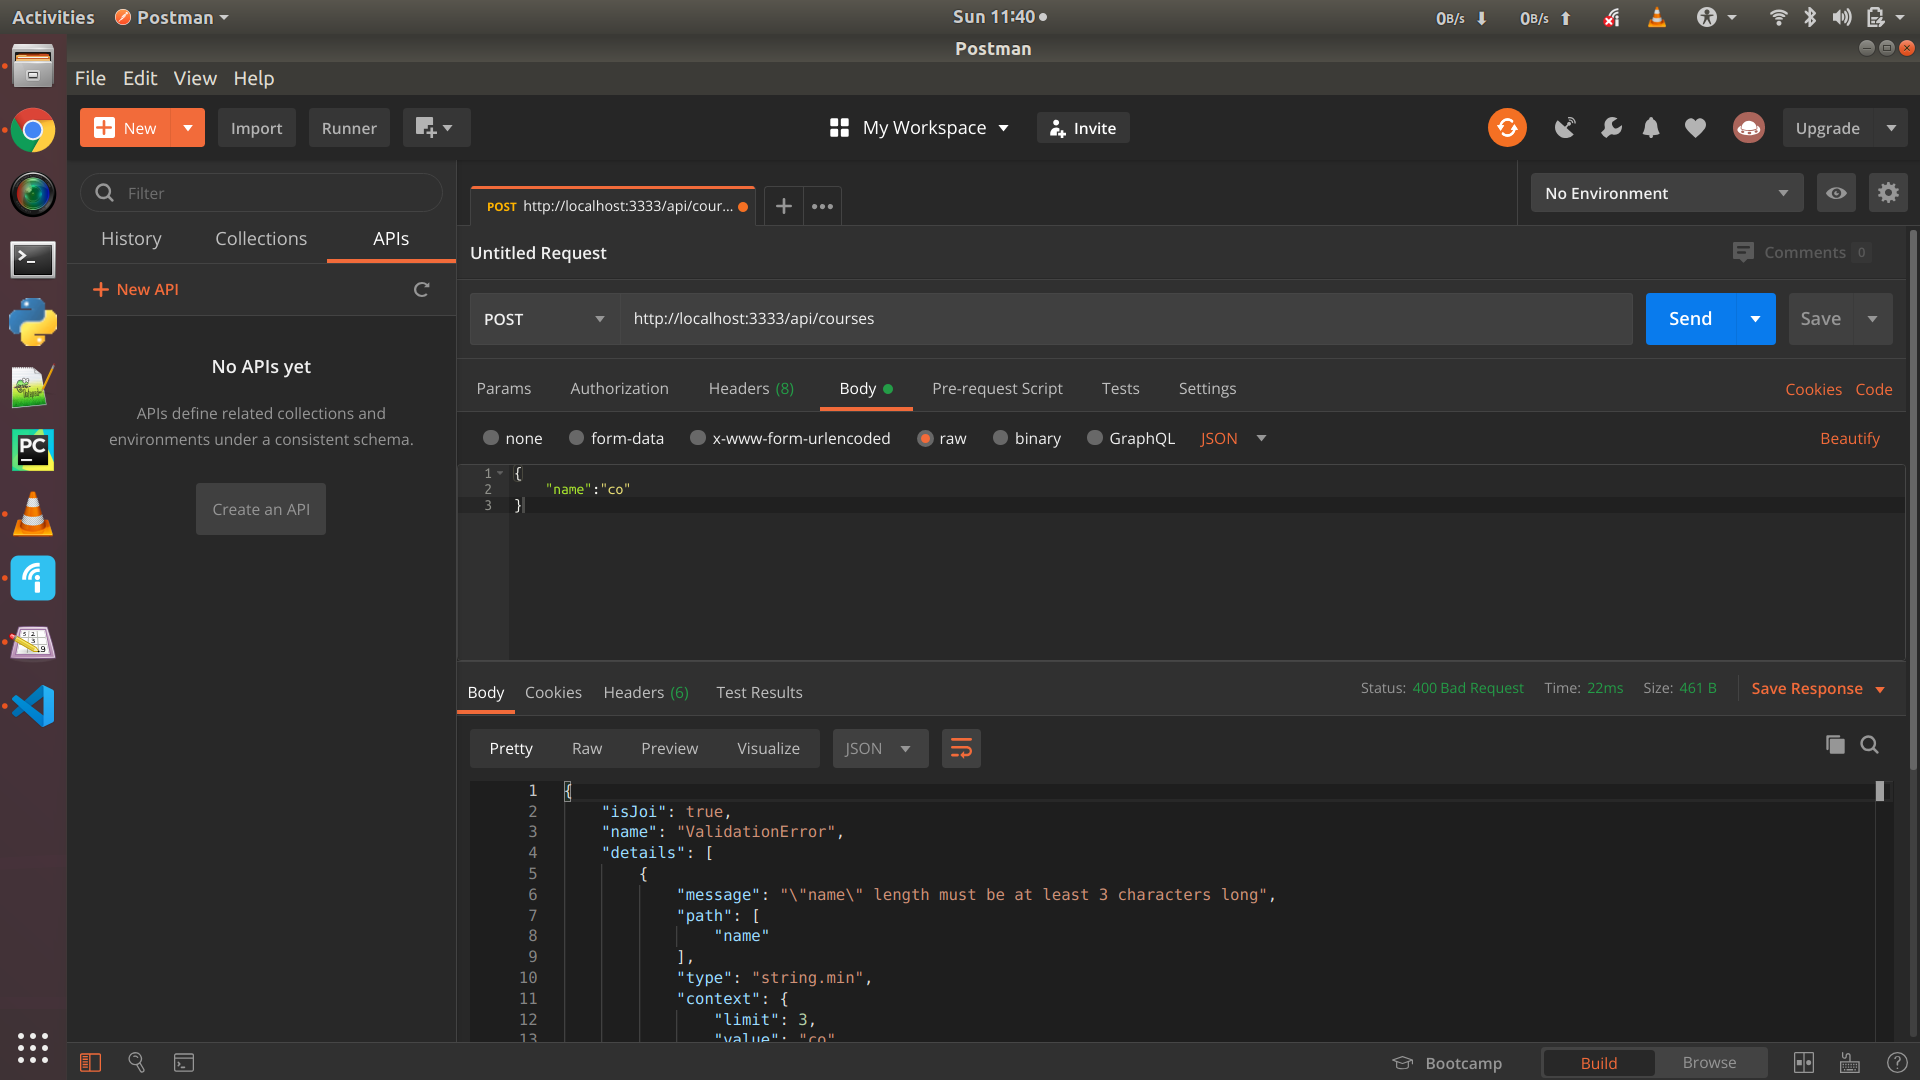 Activities Postman Sun 11:40 0B/s 0B/s
Postman
File Edit View Help
New Import Runner My Workspace Invite Upgrade
Filter
History Collections APIs
New API
No APIs yet
APIs define related collections and
environments under a consistent schema.
Create an API
POST http://localhost:3333/api/cour... No Environment
Untitled Request Comments 0
POST http://localhost:3333/api/courses Send Save
Params Authorization Headers (8) Body Pre-request Script Tests Settings Cookies Code
none form-data x-www-form-urlencoded raw binary GraphQL JSON Beautify
1 {
2 "name":"co"
3 }
Body Cookies Headers (6) Test Results Status: 400 Bad Request Time: 22ms Size: 461 B Save Response
Pretty Raw Preview Visualize JSON
1 {
2 "isJoi": true,
3 "name": "ValidationError",
4 "details": [
5 {
6 "message": "\"name\" length must be at least 3 characters long",
7 "path": [
8 "name"
9 ],
10 "type": "string.min",
11 "context": {
12 "limit": 3,
13 "value": "co"
Bootcamp Build Browse
PC